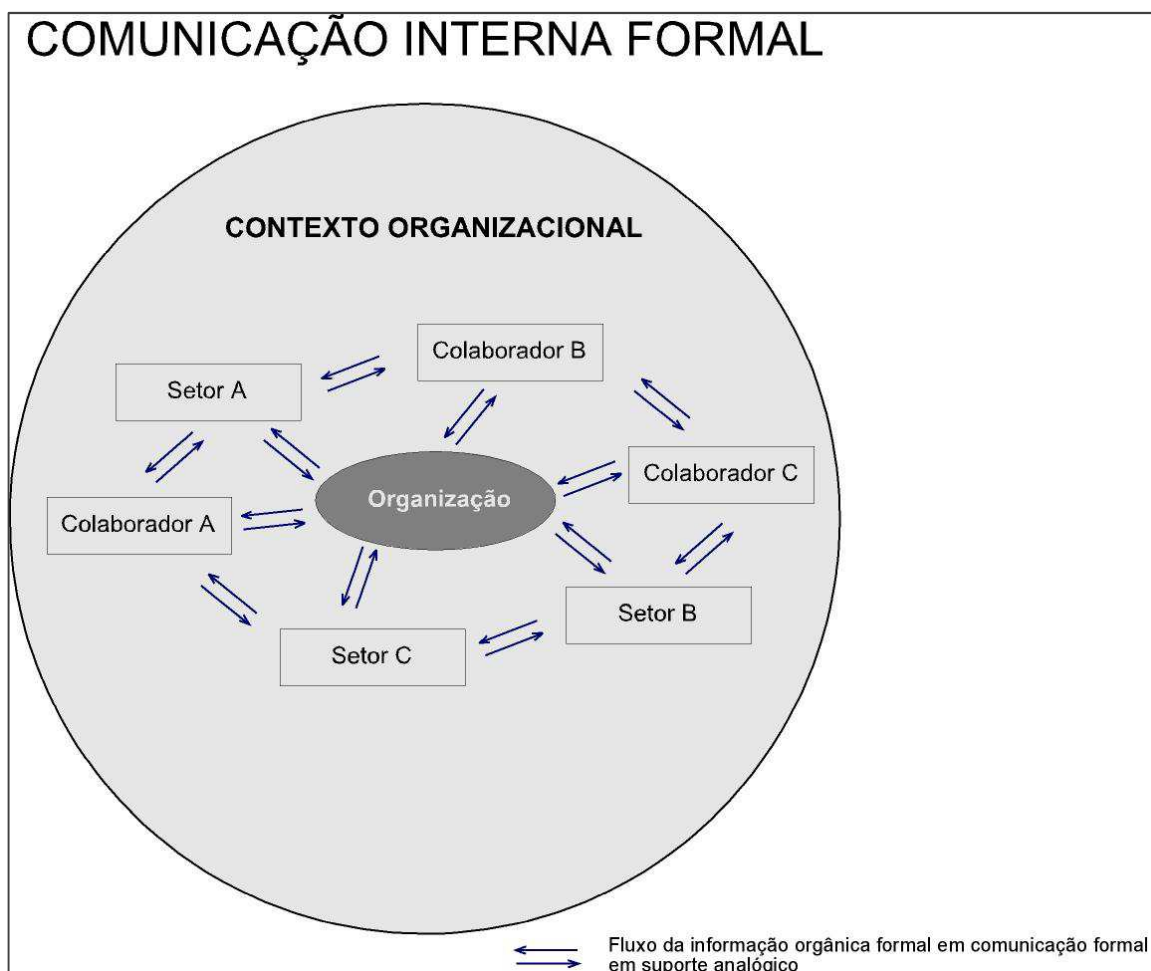 COMUNICAÇÃO INTERNA FORMAL
CONTEXTO ORGANIZACIONAL
Colaborador B
Setor A
Colaborador C
Organização
Colaborador A
Setor B
Setor C
Fluxo da informação orgânica formal em comunicação formal
em suporte analógico